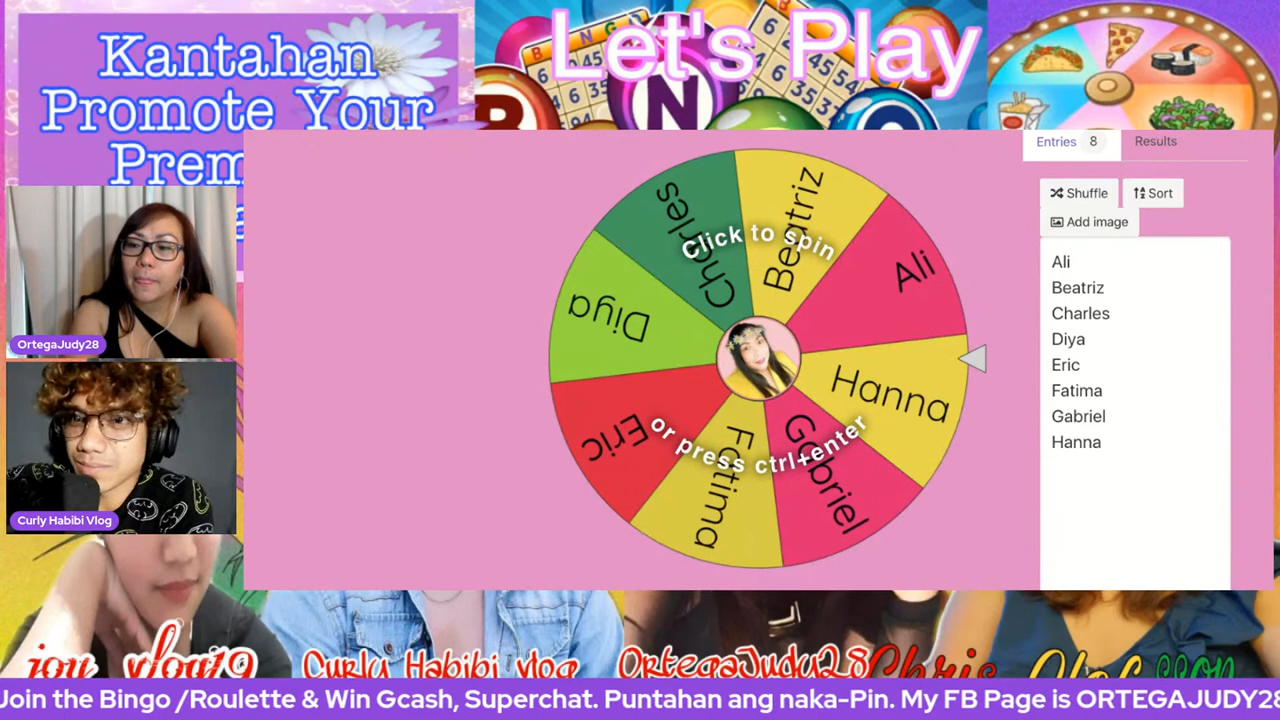 Kantahan
Promote Your
Prem
Let's Play
B I N G O
N
Entries 8
Results
Shuffle
Sort
Add image
Ali
Beatriz
Charles
Diya
Eric
Fatima
Gabriel
Hanna
Charles
Beatriz
Ali
Hanna
Gabriel
Fatima
Eric
Diya
Click to spin
or press ctrl+enter
OrtegaJudy28
Curly Habibi Vlog
joy vlog19
Curly Habibi vlog
OrtegaJudy28
Join the Bingo /Roulette & Win Gcash, Superchat. Puntahan ang naka-Pin. My FB Page is ORTEGAJUDY28